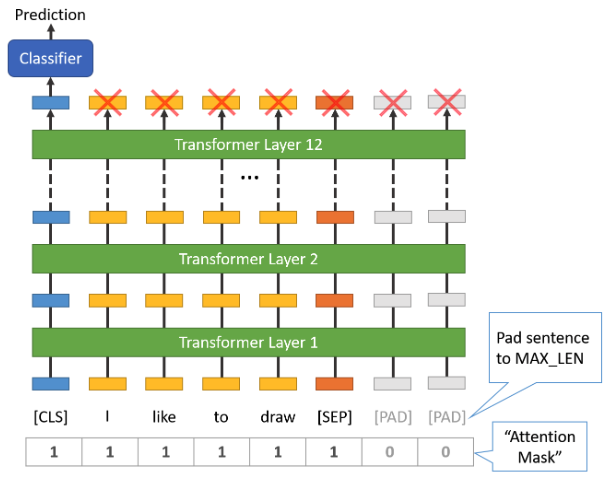 Prediction
Classifier
Transformer Layer 12
...
Transformer Layer 2
Transformer Layer 1
Pad sentence
to MAX_LEN
[CLS] I like to draw [SEP] [PAD] [PAD]
1 1 1 1 1 1 0 0
“Attention
Mask”